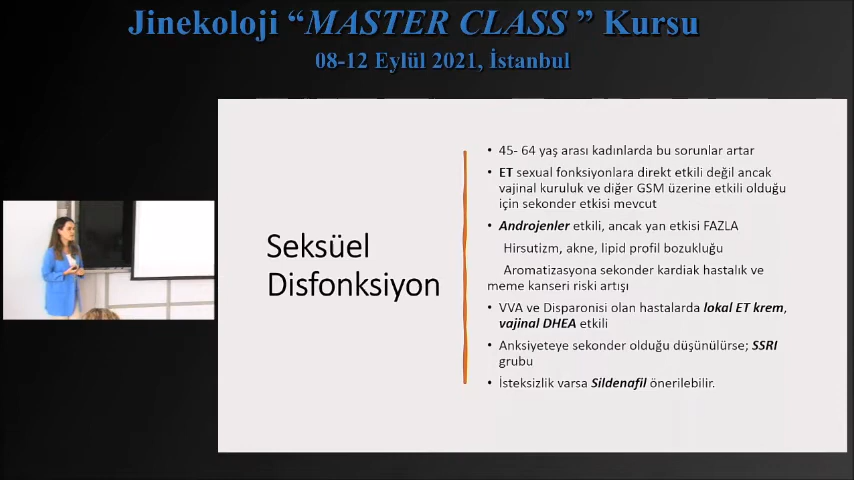 Jinekoloji “MASTER CLASS ” Kursu
08-12 Eylül 2021, İstanbul
Seksüel
Disfonksiyon
• 45- 64 yaş arası kadınlarda bu sorunlar artar
• ET sexual fonksiyonlara direkt etkili değil ancak
vajinal kuruluk ve diğer GSM üzerine etkili olduğu
için sekonder etkisi mevcut
• Androjenler etkili, ancak yan etkisi FAZLA
Hirsutizm, akne, lipid profil bozukluğu
Aromatizasyona sekonder kardiak hastalık ve
meme kanseri riski artışı
• VVA ve Disparonisi olan hastalarda lokal ET krem,
vajinal DHEA etkili
• Anksiyeteye sekonder olduğu düşünülürse; SSRI
grubu
• İsteksizlik varsa Sildenafil önerilebilir.